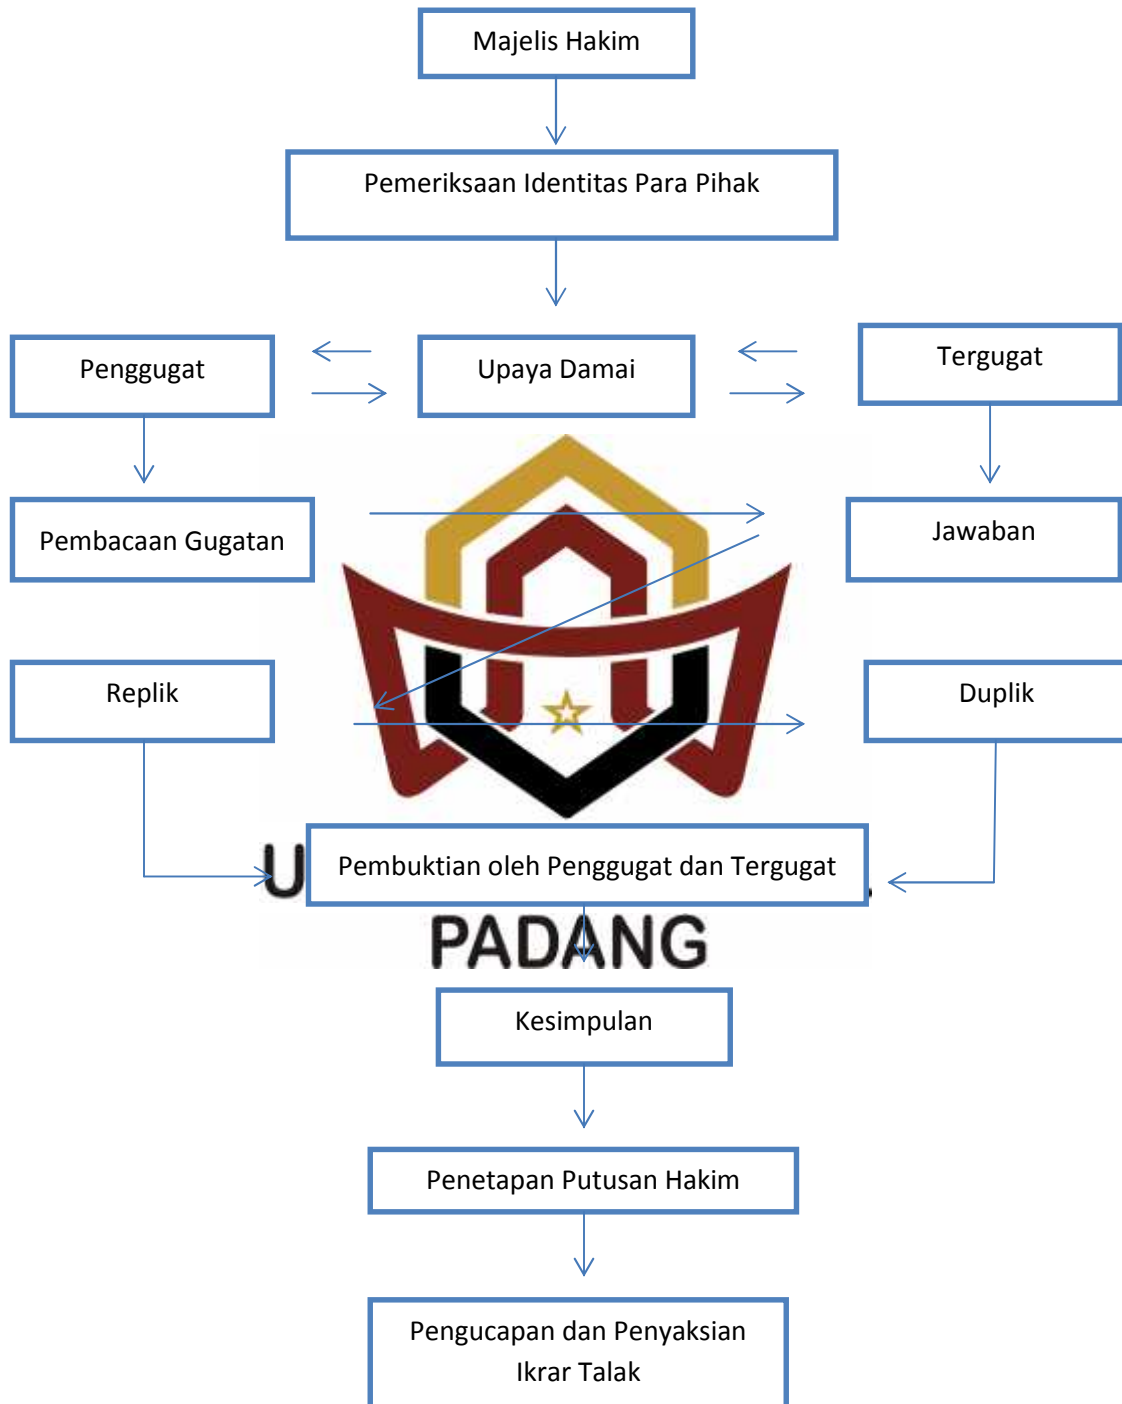 Majelis Hakim
Pemeriksaan Identitas Para Pihak
Penggugat
Upaya Damai
Tergugat
Pembacaan Gugatan
Jawaban
Replik
Duplik
Pembuktian oleh Penggugat dan Tergugat
PADANG
Kesimpulan
Penetapan Putusan Hakim
Pengucapan dan Penyaksian
Ikrar Talak